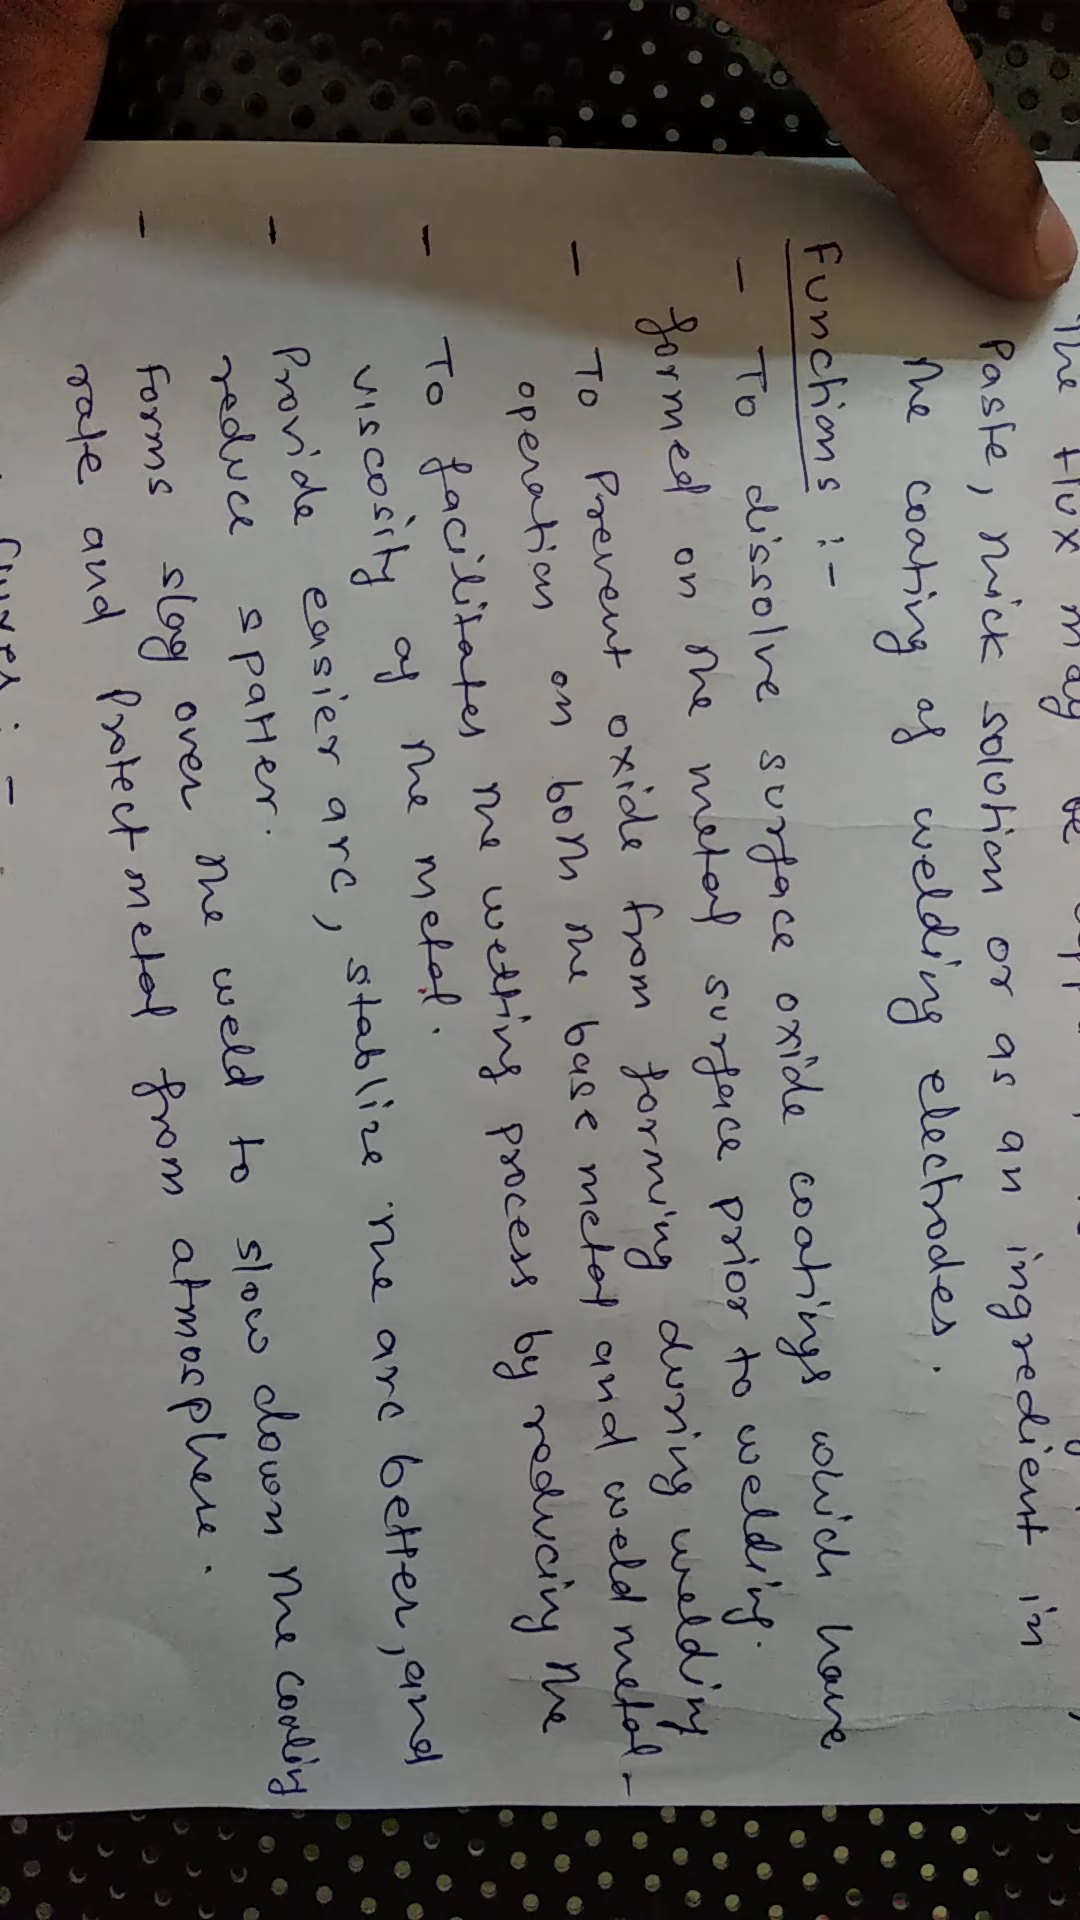 The flux may be
Paste, thick solution or as an ingredient in
the coating of welding electrodes.
Functions :-
- To dissolve surface oxide coatings which have
formed on the metal surface prior to welding.
- To Prevent oxide from forming during welding
operation on both the base metal and weld metal-
- To facilitates the wetting process by reducing the
viscosity of the metal.
- Provide easier arc, stablize the arc better, and
reduce spatter.
- forms slag over the weld to slow down the cooling
rate and Protect metal from atmosphere.